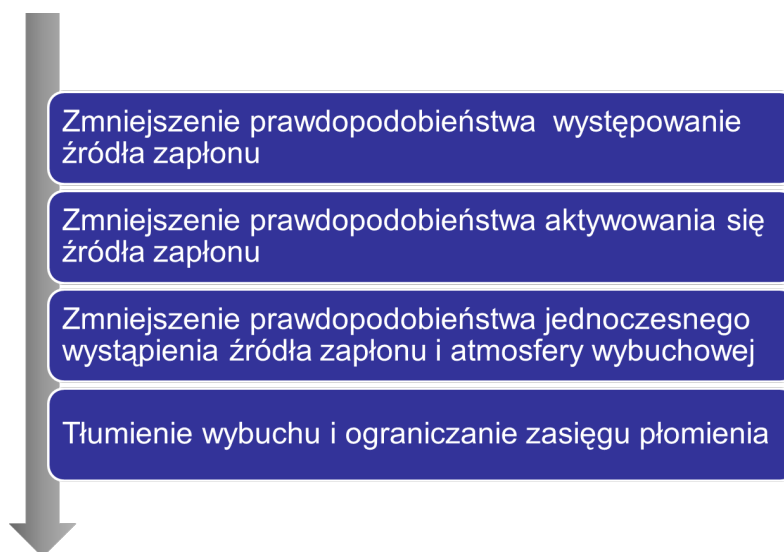 Zmniejszenie prawdopodobieństwa występowanie
źródła zapłonu
Zmniejszenie prawdopodobieństwa aktywowania się
źródła zapłonu
Zmniejszenie prawdopodobieństwa jednoczesnego
wystąpienia źródła zapłonu i atmosfery wybuchowej
Tłumienie wybuchu i ograniczanie zasięgu płomienia